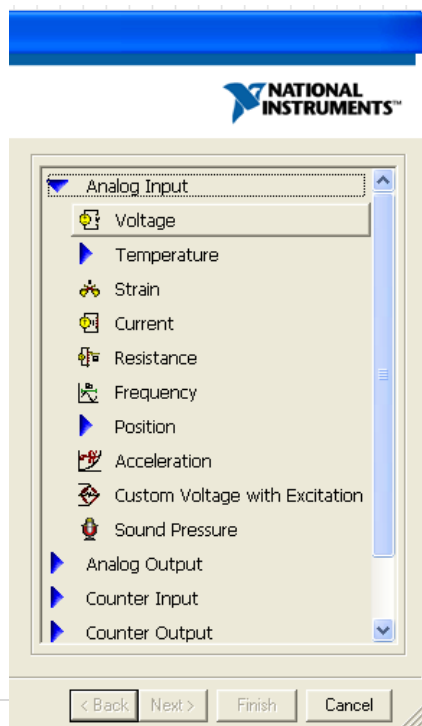 NATIONAL
INSTRUMENTS™
Analog Input
Voltage
Temperature
Strain
Current
Resistance
Frequency
Position
Acceleration
Custom Voltage with Excitation
Sound Pressure
Analog Output
Counter Input
Counter Output
< Back Next > Finish Cancel